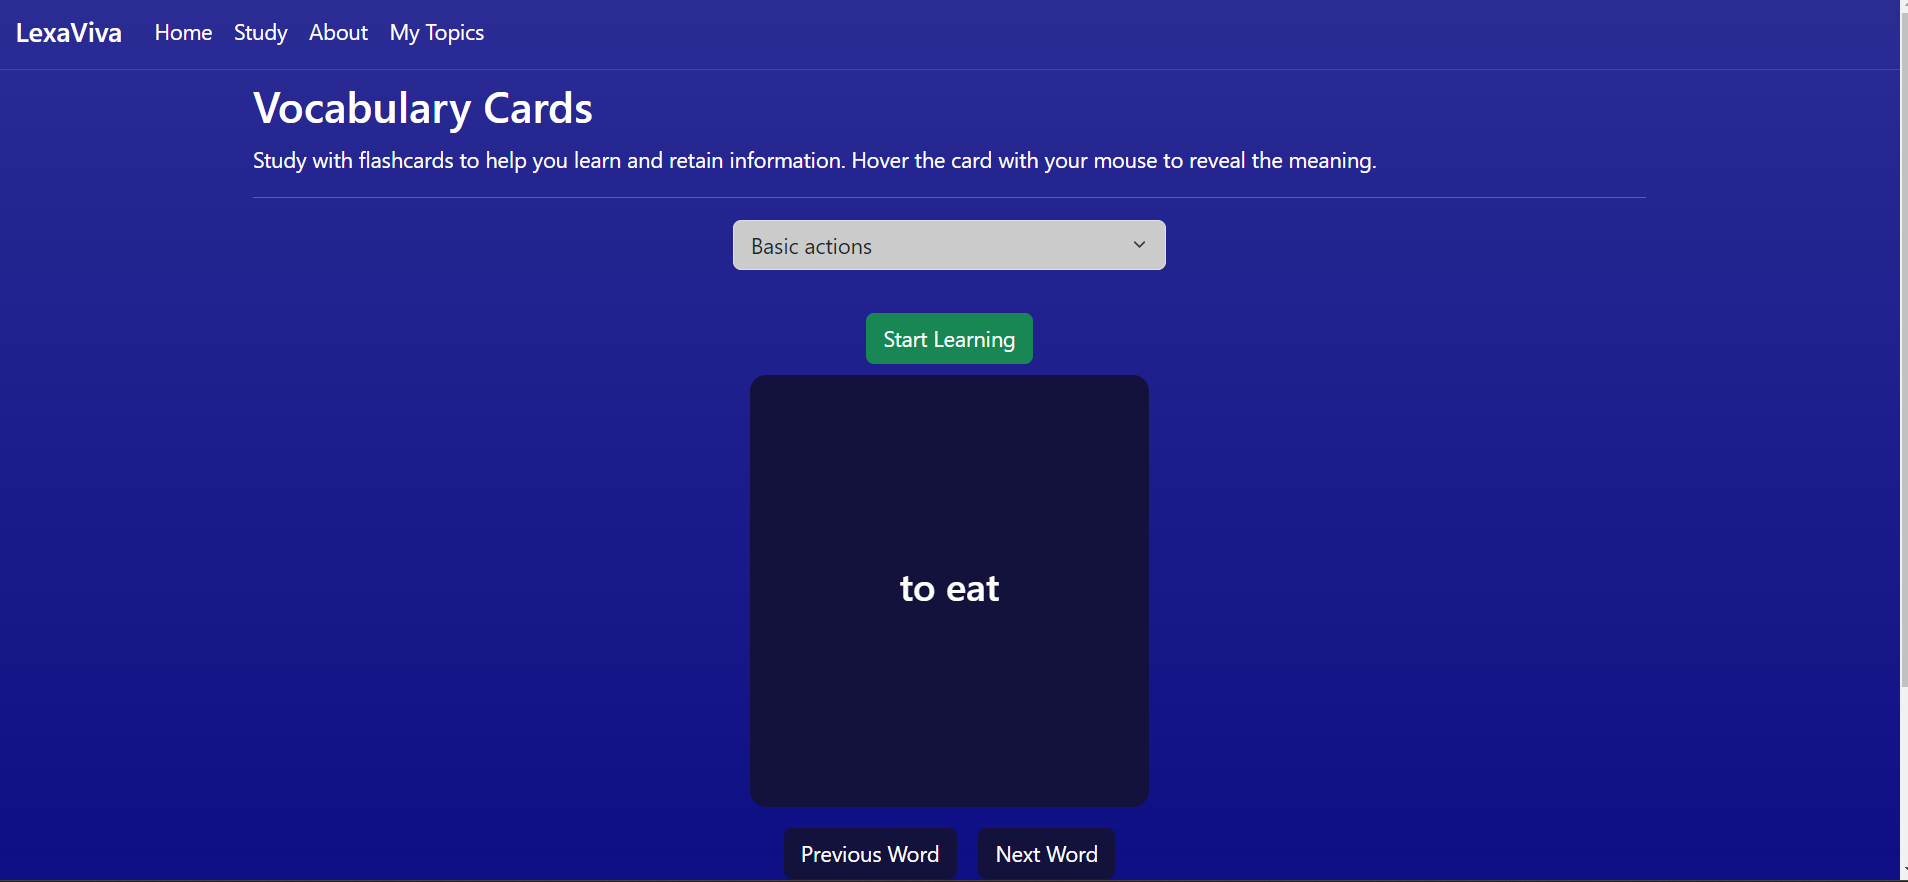 LexaViva Home Study About My Topics
Vocabulary Cards
Study with flashcards to help you learn and retain information. Hover the card with your mouse to reveal the meaning.
Basic actions
Start Learning
to eat
Previous Word Next Word